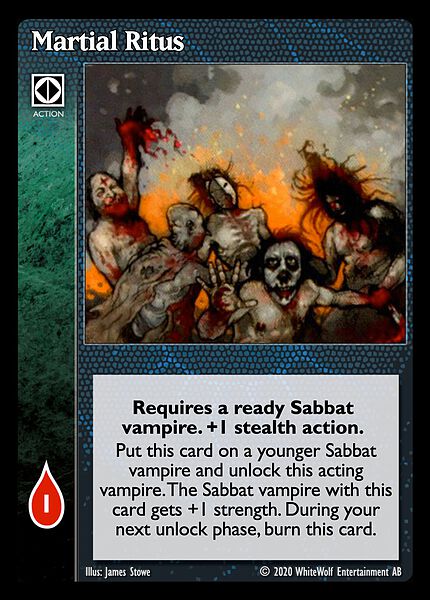 Martial Ritus
ACTION
Requires a ready Sabbat
vampire. +1 stealth action.
Put this card on a younger Sabbat
vampire and unlock this acting
vampire. The Sabbat vampire with this
card gets +1 strength. During your
next unlock phase, burn this card.
1
Illus: James Stowe
© 2020 WhiteWolf Entertainment AB